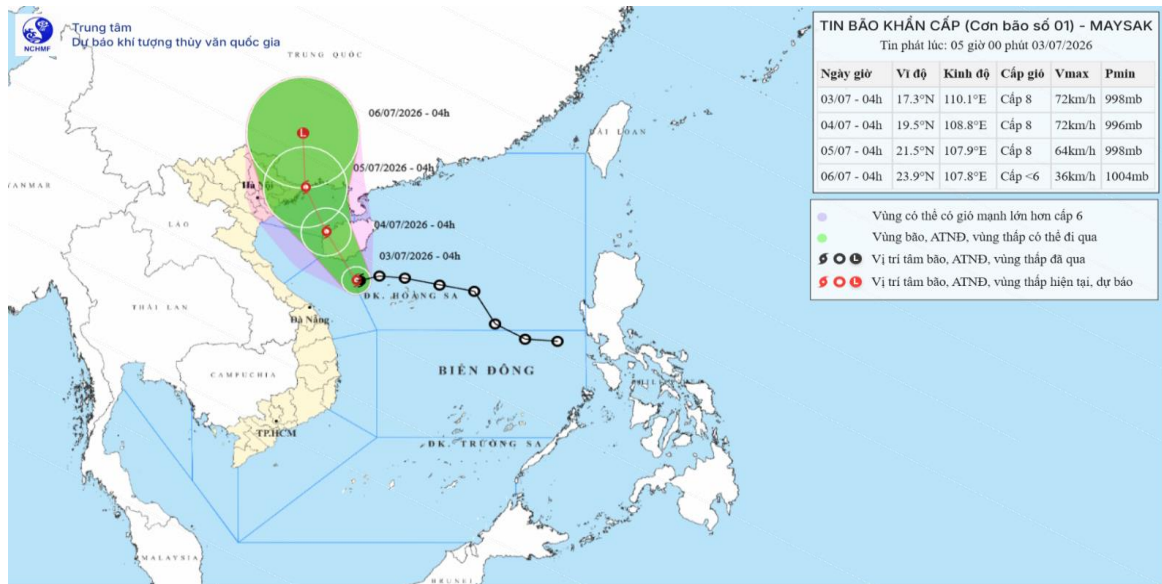 NCHMF
Trung tâm
Dự báo khí tượng thủy văn quốc gia
TIN BÃO KHẨN CẤP (Cơn bão số 01) - MAYSAK
Tin phát lúc: 05 giờ 00 phút 03/07/2026
Ngày giờ Vĩ độ Kinh độ Cấp gió Vmax Pmin
03/07 - 04h 17.3°N 110.1°E Cấp 8 72km/h 998mb
04/07 - 04h 19.5°N 108.8°E Cấp 8 72km/h 996mb
05/07 - 04h 21.5°N 107.9°E Cấp 8 64km/h 998mb
06/07 - 04h 23.9°N 107.8°E Cấp <6 36km/h 1004mb
Vùng có thể có gió mạnh lớn hơn cấp 6
Vùng bão, ATNĐ, vùng thấp có thể đi qua
Vị trí tâm bão, ATNĐ, vùng thấp đã qua
Vị trí tâm bão, ATNĐ, vùng thấp hiện tại, dự báo
TRUNG QUỐC
06/07/2026 - 04h
ĐÀI LOAN
05/07/2026 - 04h
Hà Nội
04/07/2026 - 04h
LAO
03/07/2026 - 04h
ĐK. HOÀNG SA
THÁI LAN
Đà Nẵng
BIỂN ĐÔNG
CAMPUCHIA
TP.HCM
ĐK. TRƯỜNG SA
MALAYSIA
BRUNEI